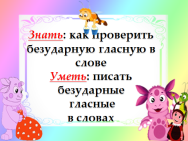 Знать: как проверить
безударную гласную в
слове
Уметь: писать
безударные
гласные
в словах